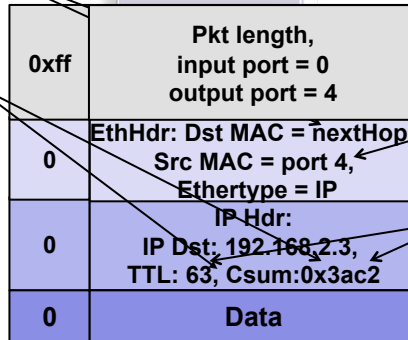 0xff
Pkt length,
input port = 0
output port = 4
0
EthHdr: Dst MAC = nextHop
Src MAC = port 4,
Ethertype = IP
0
IP Hdr:
IP Dst: 192.168.2.3,
TTL: 63, Csum:0x3ac2
0
Data